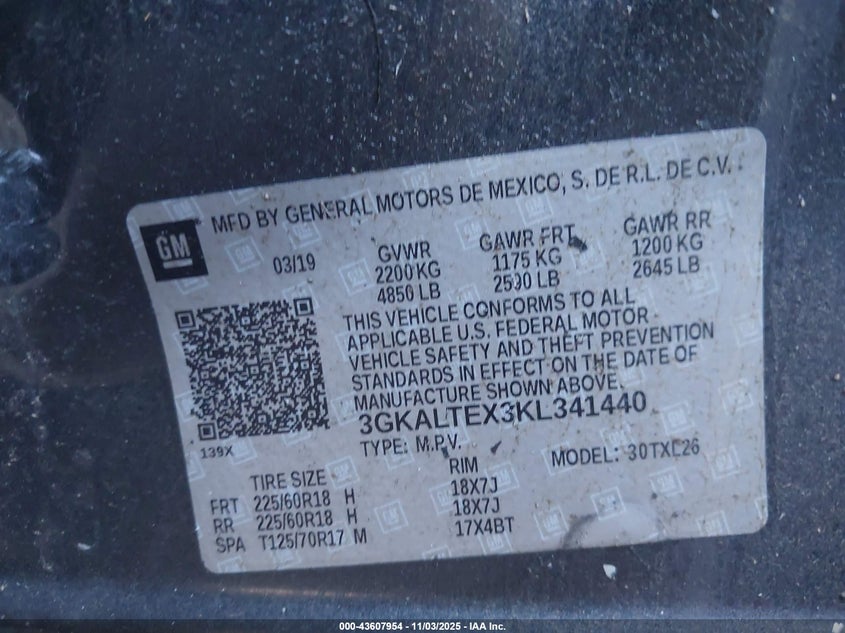 MFD BY GENERAL MOTORS DE MEXICO, S. DE R.L. DE C.V.
GM
03/19
GVWR GAWR FRT GAWR RR
2200 KG 1175 KG 1200 KG
4850 LB 2590 LB 2645 LB
THIS VEHICLE CONFORMS TO ALL
APPLICABLE U.S. FEDERAL MOTOR
VEHICLE SAFETY AND THEFT PREVENTION
STANDARDS IN EFFECT ON THE DATE OF
MANUFACTURE SHOWN ABOVE.
3GKALTEX3KL341440
139X
TYPE: M.P.V. MODEL: 30TXL26
TIRE SIZE RIM
FRT 225/60R18 H 18X7J
RR 225/60R18 H 18X7J
SPA T125/70R17 M 17X4BT
000-43607954 - 11/03/2025 - IAA Inc.